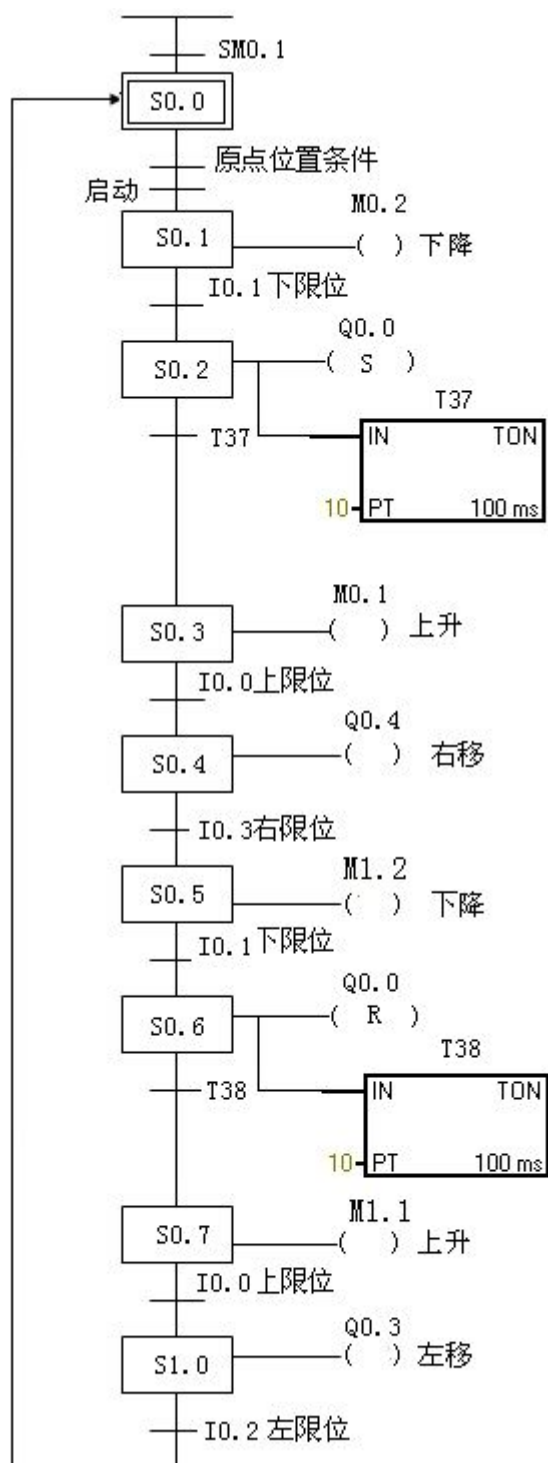 SM0.1
S0.0
原点位置条件
启动
M0.2
S0.1
( ) 下降
I0.1下限位
Q0.0
S0.2
( S )
T37
T37
IN TON
10 PT 100 ms
M0.1
S0.3
( ) 上升
I0.0上限位
Q0.4
S0.4
( ) 右移
I0.3右限位
M1.2
S0.5
( ) 下降
I0.1下限位
Q0.0
S0.6
( R )
T38
T38
IN TON
10 PT 100 ms
M1.1
S0.7
( ) 上升
I0.0上限位
Q0.3
S1.0
( ) 左移
I0.2左限位